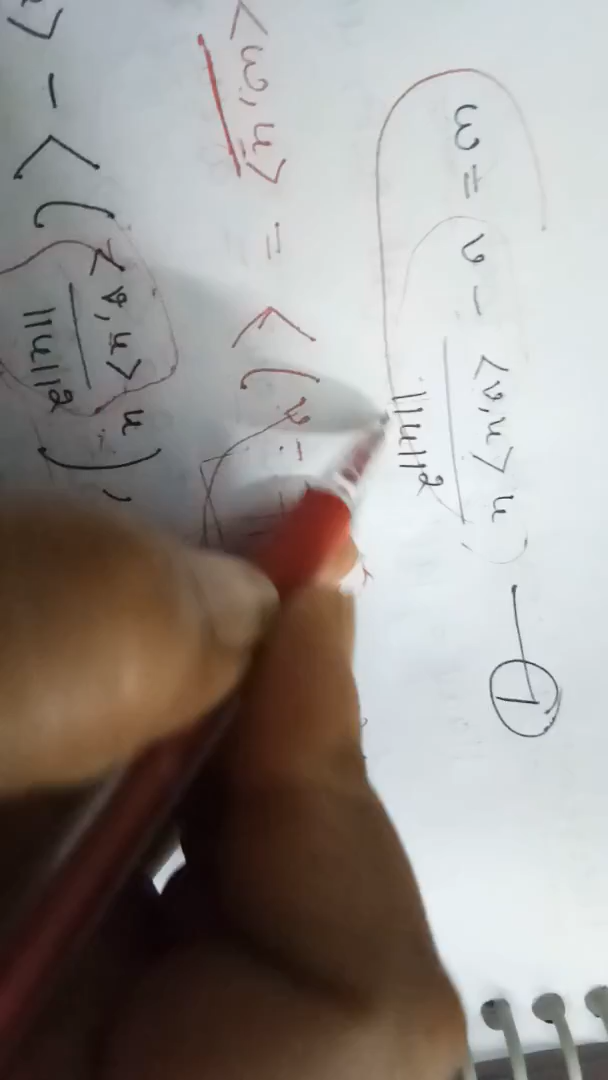 w = v - <v,u> u — 1
||u||²
<w, u> = < ( v -
> - < ( <v,u> u ) ,
||u||²